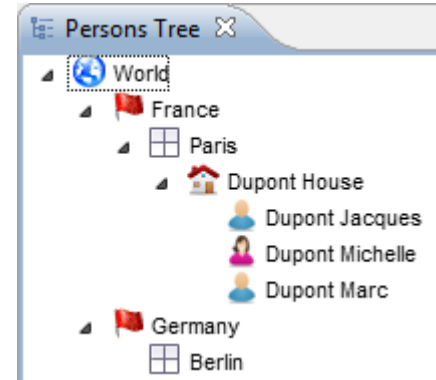 Persons Tree
World
France
Paris
Dupont House
Dupont Jacques
Dupont Michelle
Dupont Marc
Germany
Berlin